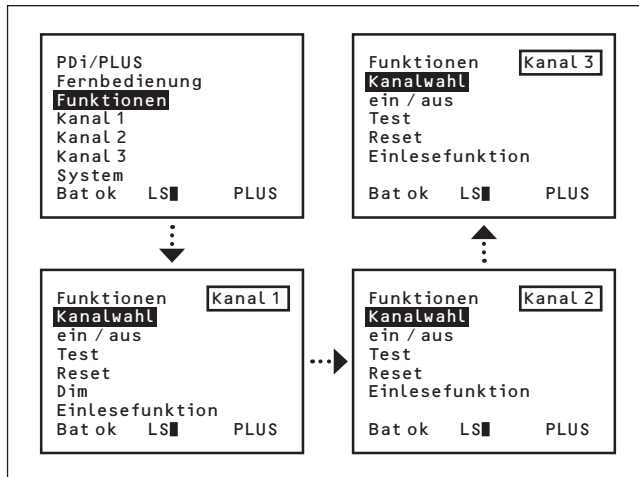 PDi/PLUS
Fernbedienung
Funktionen
Kanal 1
Kanal 2
Kanal 3
System
Bat ok LS PLUS
Funktionen Kanal 1
Kanalwahl
ein / aus
Test
Reset
Dim
Einlesefunktion
Bat ok LS PLUS
Funktionen Kanal 2
Kanalwahl
ein / aus
Test
Reset
Einlesefunktion
Bat ok LS PLUS
Funktionen Kanal 3
Kanalwahl
ein / aus
Test
Reset
Einlesefunktion
Bat ok LS PLUS